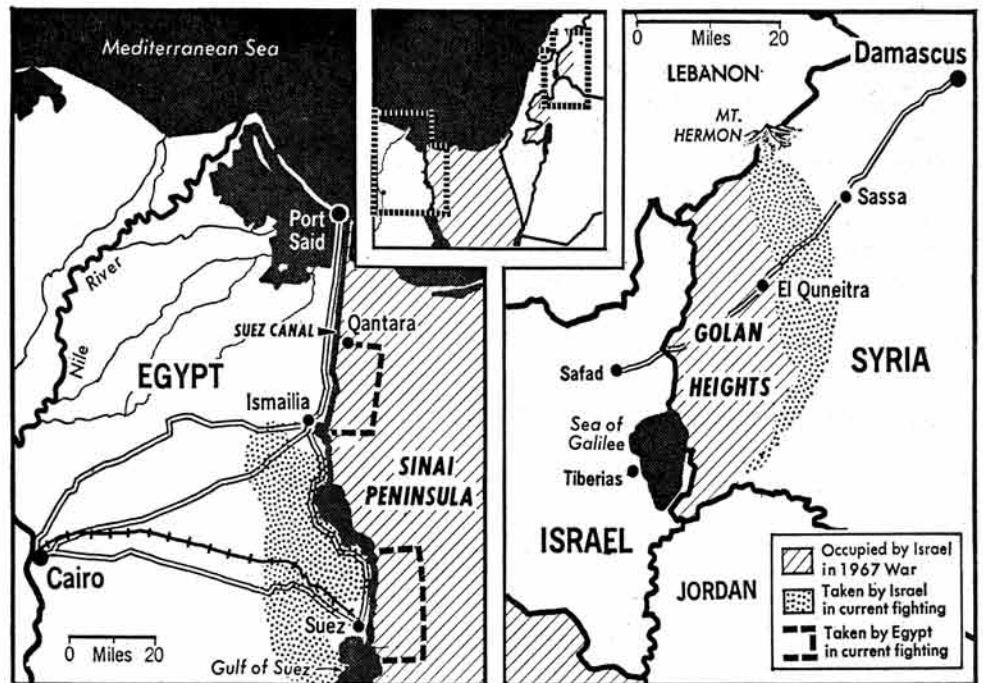 Mediterranean Sea
Port
Said
River
Nile
SUEZ CANAL
Qantara
EGYPT
Ismailia
SINAI
PENINSULA
Cairo
Suez
0 Miles 20
Gulf of Suez
0 Miles 20
Damascus
LEBANON
MT.
HERMON
Sassa
El Quneitra
GOLAN
HEIGHTS
SYRIA
Safad
Sea of
Galilee
Tiberias
ISRAEL
JORDAN
Occupied by Israel
in 1967 War
Taken by Israel
in current fighting
Taken by Egypt
in current fighting